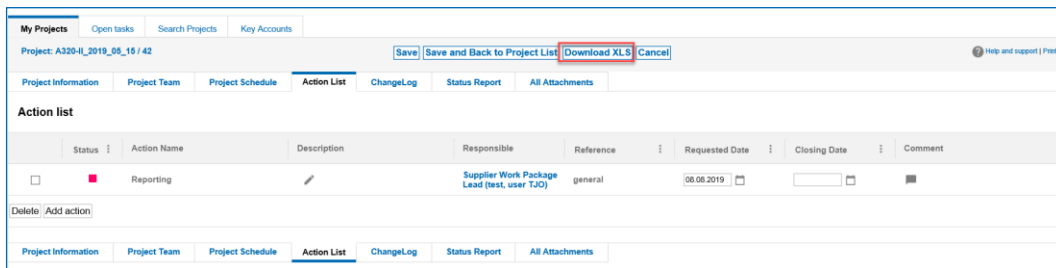 My Projects Open tasks Search Projects Key Accounts
Project: A320-II_2019_05_15 / 42 Save Save and Back to Project List Download XLS Cancel Help and support | Print
Project Information Project Team Project Schedule Action List ChangeLog Status Report All Attachments
Action list
Status Action Name Description Responsible Reference Requested Date Closing Date Comment
Reporting Supplier Work Package Lead (test, user TJO) general 08.08.2019
Delete Add action
Project Information Project Team Project Schedule Action List ChangeLog Status Report All Attachments